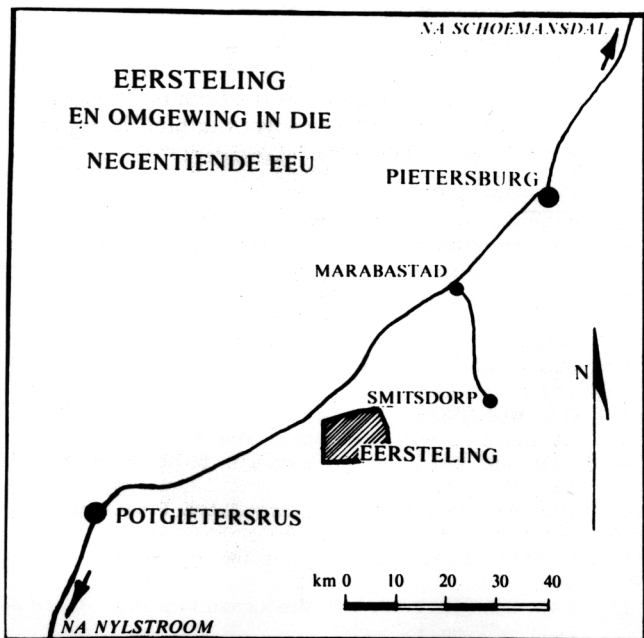 NA SCHOEMANSDAL
EERSTELING
EN OMGEWING IN DIE
NEGENTIENDE EEU
PIETERSBURG
MARABASTAD
N
SMITSDORP
EERSTELING
POTGIETERSRUS
km 0 10 20 30 40
NA NYLSTROOM